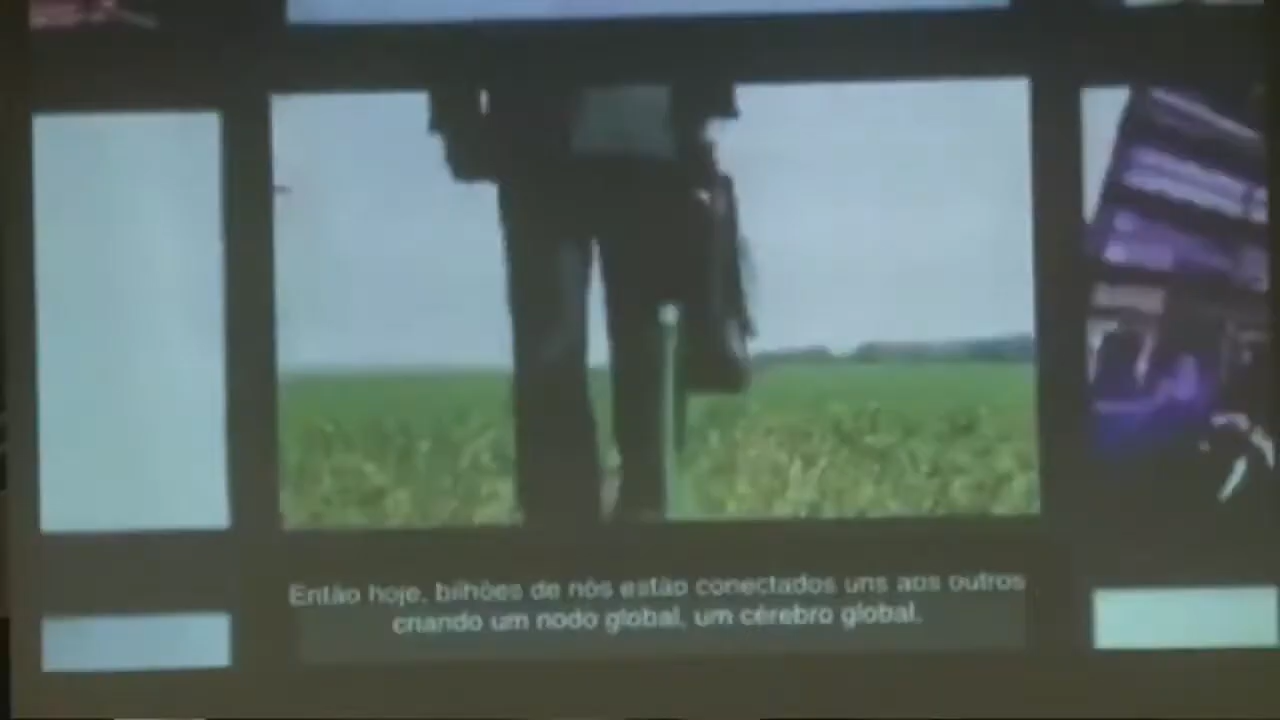 Então hoje, bilhões de nós estão conectados uns aos outros
criando um nodo global, um cérebro global.